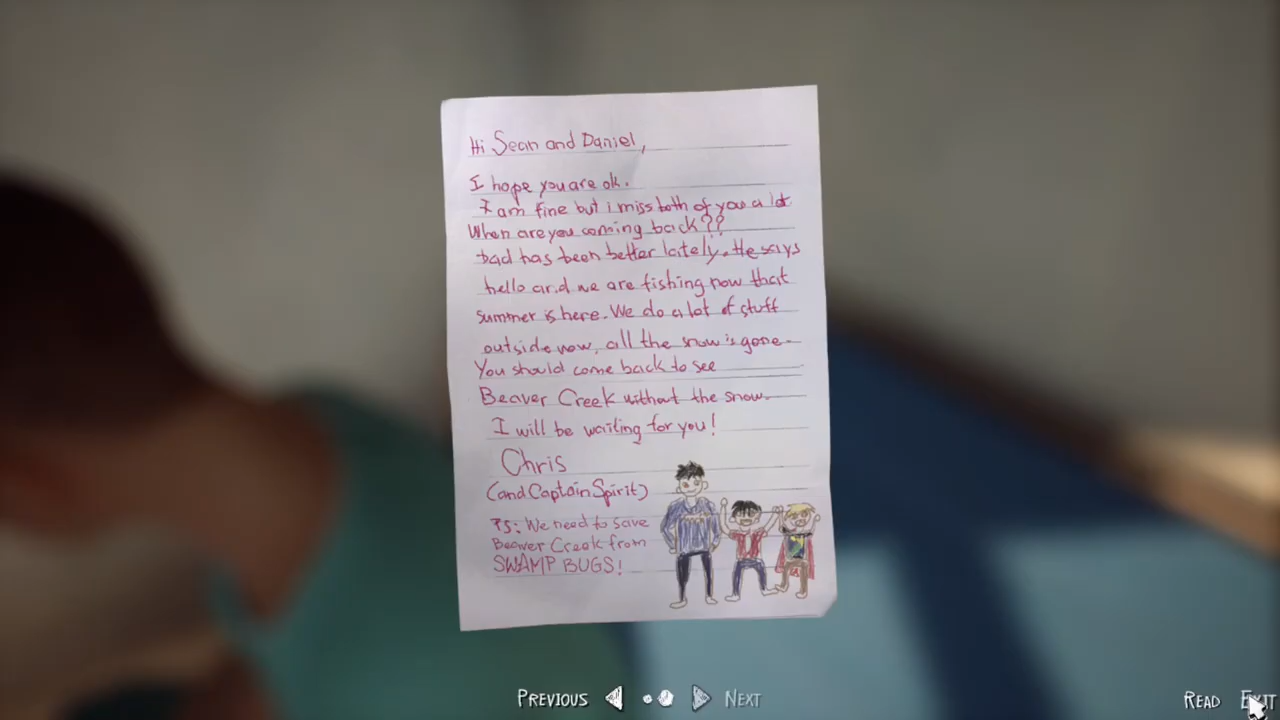 Hi Sean and Daniel,
I hope you are ok.
I am fine but i miss both of you a lot
When are you coming back??
Dad has been better lately. He says
hello and we are fishing now that
summer is here. We do a lot of stuff
outside now, all the snow is gone.
You should come back to see
Beaver Creek without the snow.
I will be waiting for you!
Chris
(and Captain Spirit)
PS: We need to save
Beaver Creek from
SWAMP BUGS!
PREVIOUS NEXT
READ EXIT